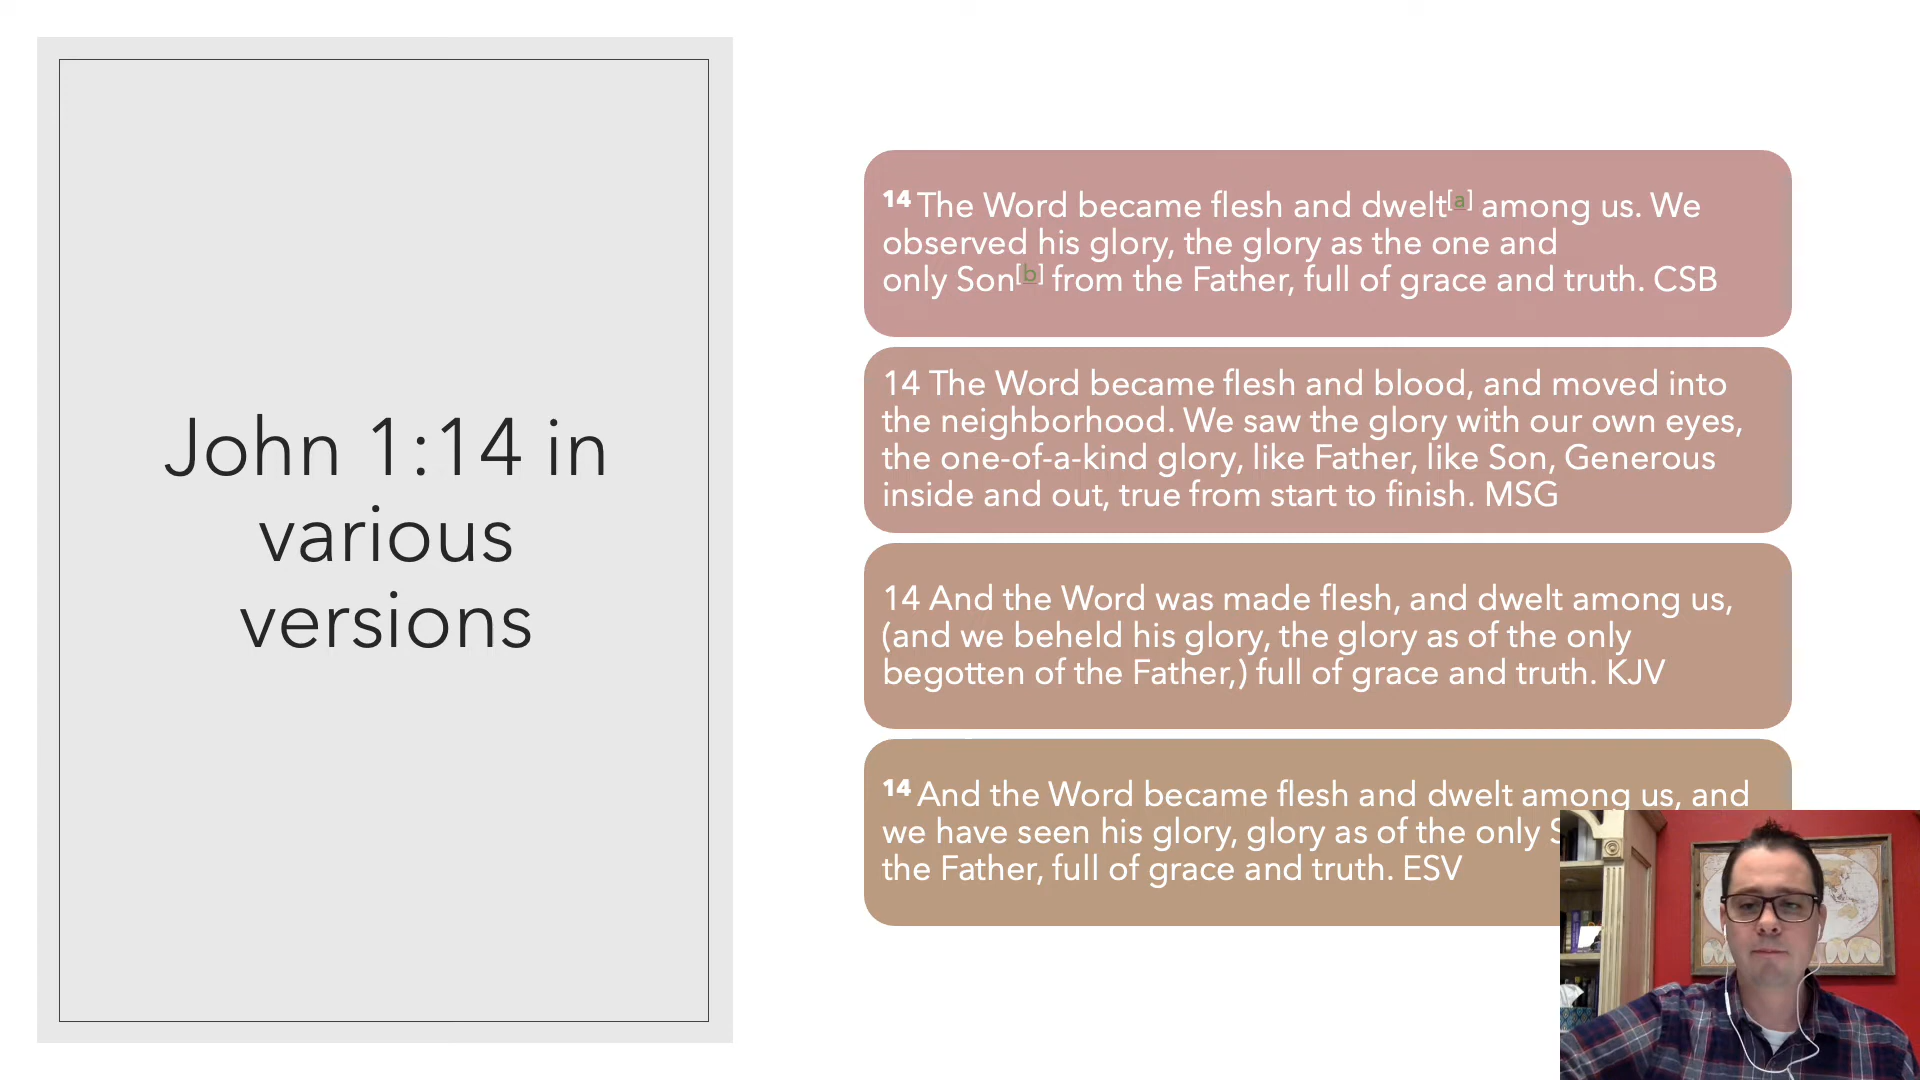 John 1:14 in
various
versions
14 The Word became flesh and dwelt[a] among us. We
observed his glory, the glory as the one and
only Son[b] from the Father, full of grace and truth. CSB
14 The Word became flesh and blood, and moved into
the neighborhood. We saw the glory with our own eyes,
the one-of-a-kind glory, like Father, like Son, Generous
inside and out, true from start to finish. MSG
14 And the Word was made flesh, and dwelt among us,
(and we beheld his glory, the glory as of the only
begotten of the Father,) full of grace and truth. KJV
14 And the Word became flesh and dwelt among us, and
we have seen his glory, glory as of the only
the Father, full of grace and truth. ESV